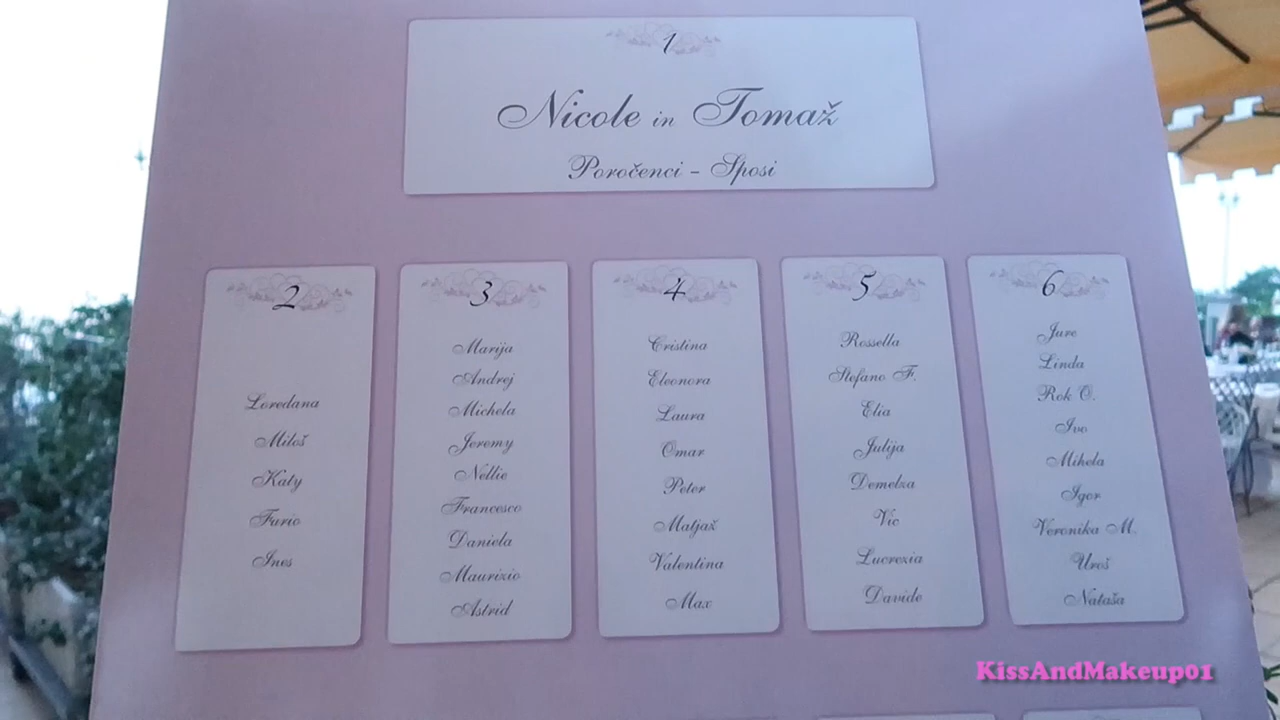 1
Nicole in Tomaž
Poročenci - Sposi
2
Loredana
Miloš
Katy
Furio
Ines
3
Marija
Andrej
Michela
Jeremy
Nellie
Francesco
Daniela
Maurizio
Astrid
4
Cristina
Eleonora
Laura
Omar
Peter
Matjaž
Valentina
Max
5
Rossella
Stefano F.
Elia
Julija
Demelza
Vic
Lucrezia
Davide
6
Jure
Linda
Rok O.
Ivo
Mihela
Igor
Veronika M.
Uroš
Nataša
KissAndMakeup01